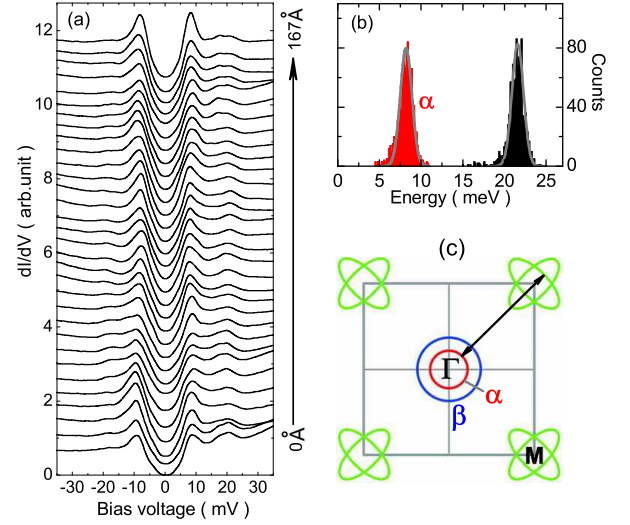 (a)
12
10
8
6
4
2
0
dI/dV ( arb.unit )
-30 -20 -10 0 10 20 30
Bias voltage ( mV )
0Å
167Å
(b)
α
80
40
0
Counts
0 5 10 15 20 25
Energy ( meV )
(c)
Γ
α
β
M